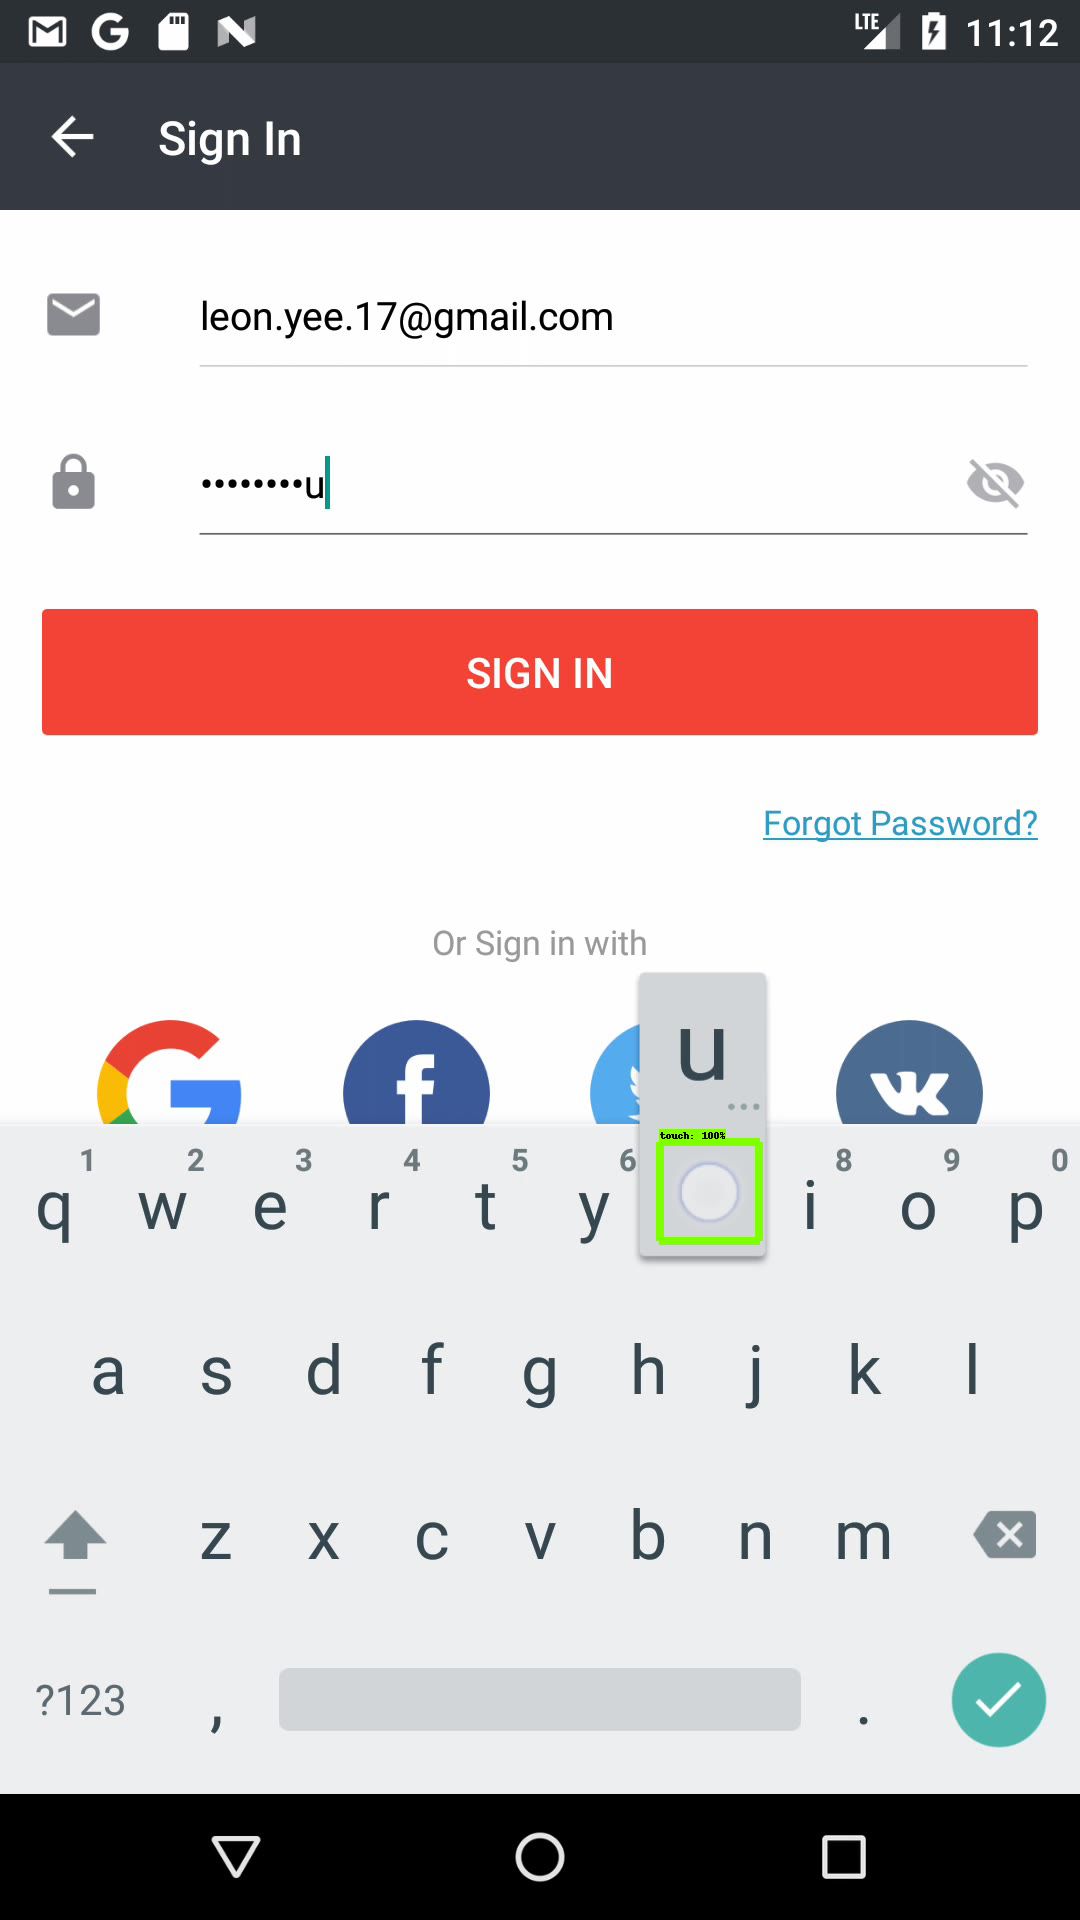 LTE 11:12
Sign In
leon.yee.17@gmail.com
••••••••u
SIGN IN
Forgot Password?
Or Sign in with
u
...
touch: 100%
1 2 3 4 5 6 8 9 0
q w e r t y i o p
a s d f g h j k l
z x c v b n m
?123 , .